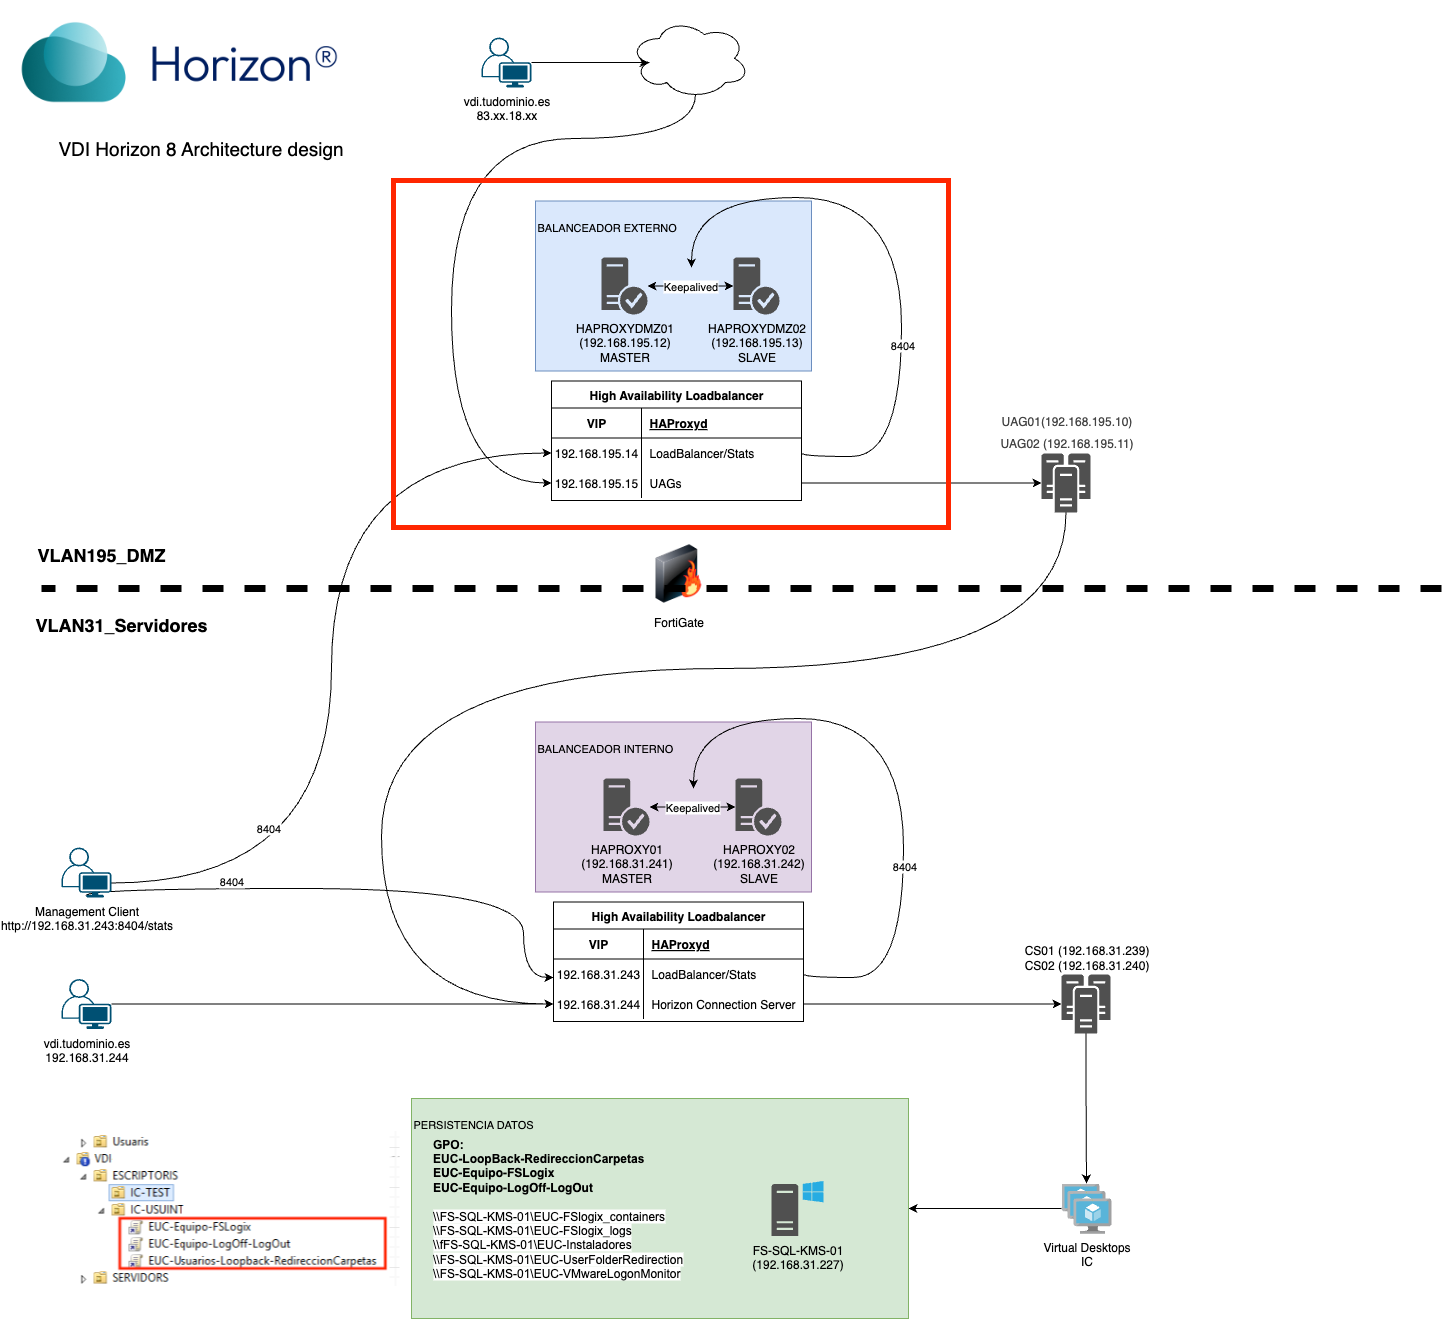 Horizon®
VDI Horizon 8 Architecture design
vdi.tudominio.es
83.xx.18.xx
BALANCEADOR EXTERNO
Keepalived
HAPROXYDMZ01
(192.168.195.12)
MASTER
HAPROXYDMZ02
(192.168.195.13)
SLAVE
8404
High Availability Loadbalancer
VIP HAProxyd
192.168.195.14 LoadBalancer/Stats
192.168.195.15 UAGs
UAG01(192.168.195.10)
UAG02 (192.168.195.11)
VLAN195_DMZ
FortiGate
VLAN31_Servidores
BALANCEADOR INTERNO
Keepalived
HAPROXY01
(192.168.31.241)
MASTER
HAPROXY02
(192.168.31.242)
SLAVE
8404
8404
8404
Management Client
http://192.168.31.243:8404/stats
High Availability Loadbalancer
VIP HAProxyd
192.168.31.243 LoadBalancer/Stats
192.168.31.244 Horizon Connection Server
CS01 (192.168.31.239)
CS02 (192.168.31.240)
vdi.tudominio.es
192.168.31.244
Usuaris
VDI
ESCRIPTORIS
IC-TEST
IC-USUINT
EUC-Equipo-FSLogix
EUC-Equipo-LogOff-LogOut
EUC-Usuarios-Loopback-RedireccionCarpetas
SERVIDORS
PERSISTENCIA DATOS
GPO:
EUC-LoopBack-RedireccionCarpetas
EUC-Equipo-FSLogix
EUC-Equipo-LogOff-LogOut
\\FS-SQL-KMS-01\EUC-FSlogix_containers
\\FS-SQL-KMS-01\EUC-FSlogix_logs
\\fFS-SQL-KMS-01\EUC-Instaladores
\\FS-SQL-KMS-01\EUC-UserFolderRedirection
\\FS-SQL-KMS-01\EUC-VMwareLogonMonitor
FS-SQL-KMS-01
(192.168.31.227)
Virtual Desktops
IC